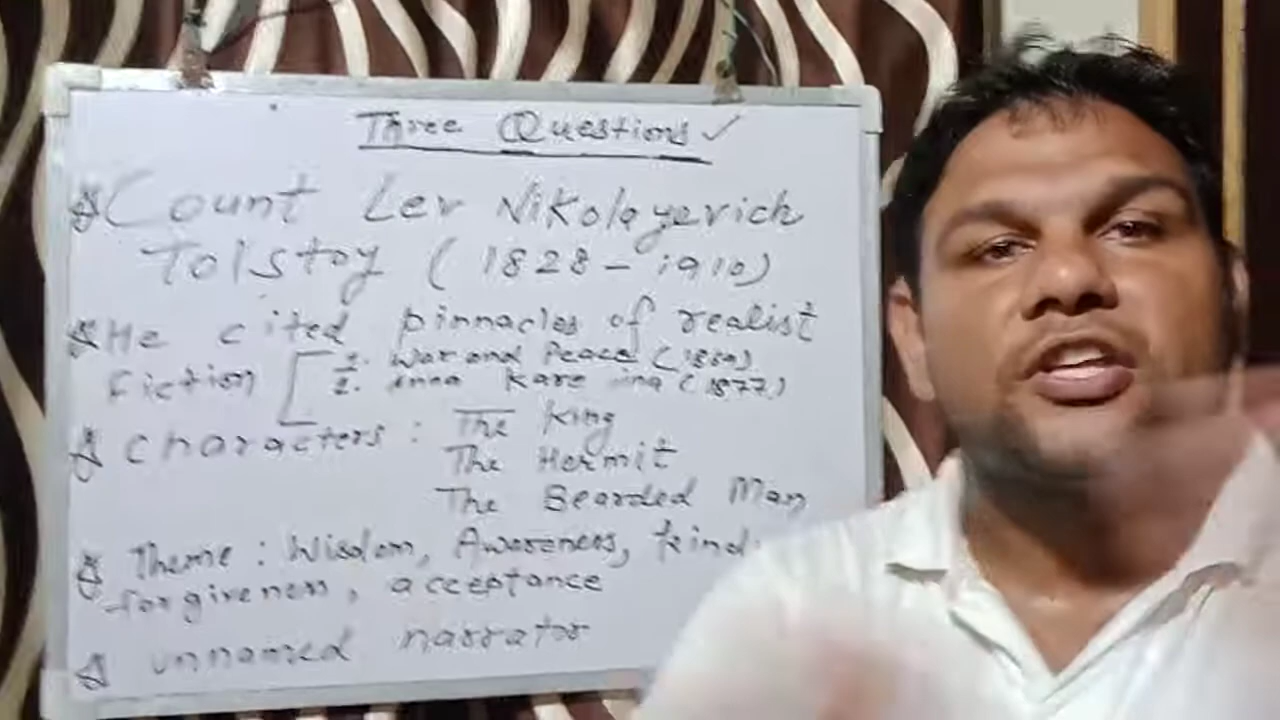 Three Questions ✓
Count Lev Nikolayevich
Tolstoy (1828-1910)
He cited pinnacles of realist
Fiction
1. War and Peace (1869)
2. Anna Kare ina (1877)
Characters : The King
The Hermit
The Bearded Man
Theme : Wisdom, Awareness, kind
forgiveness, acceptance
unnamed narrator